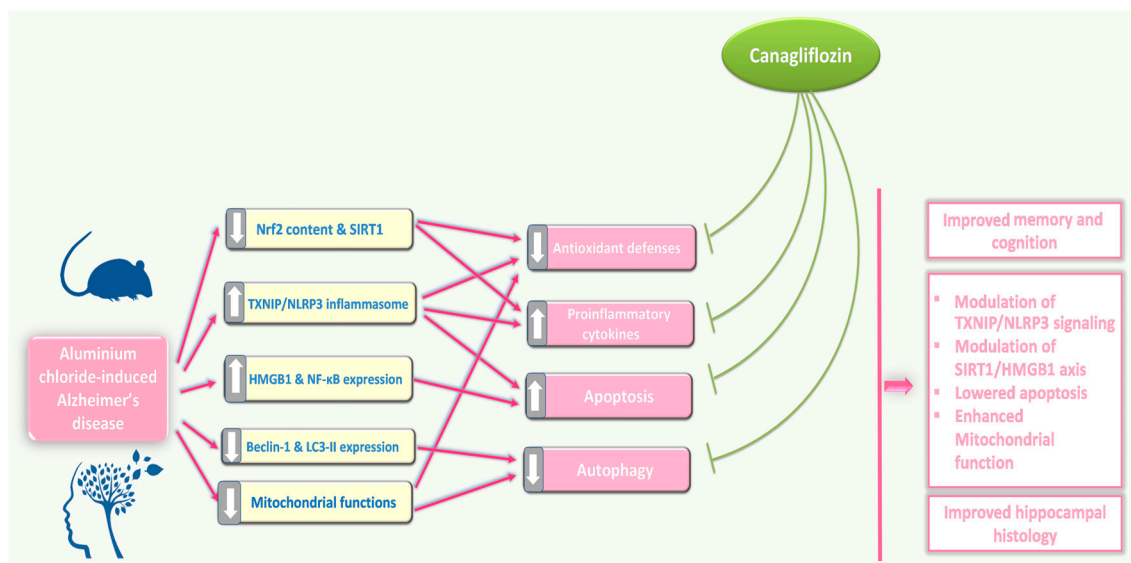 Canagliflozin
Aluminium
chloride-induced
Alzheimer's
disease
Nrf2 content & SIRT1
TXNIP/NLRP3 inflammasome
HMGB1 & NF-κB expression
Beclin-1 & LC3-II expression
Mitochondrial functions
Antioxidant defenses
Proinflammatory
cytokines
Apoptosis
Autophagy
Improved memory and
cognition
▪ Modulation of
TXNIP/NLRP3 signaling
▪ Modulation of
SIRT1/HMGB1 axis
▪ Lowered apoptosis
▪ Enhanced
Mitochondrial
function
Improved hippocampal
histology